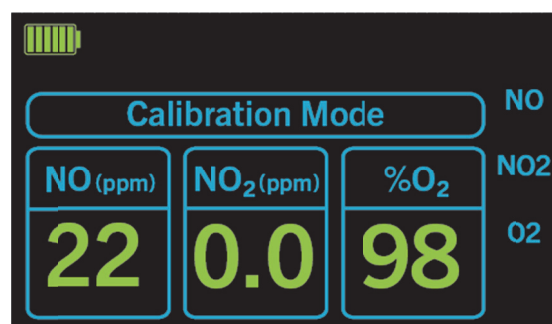 Calibration Mode
NO
NO (ppm) NO₂ (ppm) %O₂
NO2
22 0.0 98
O2